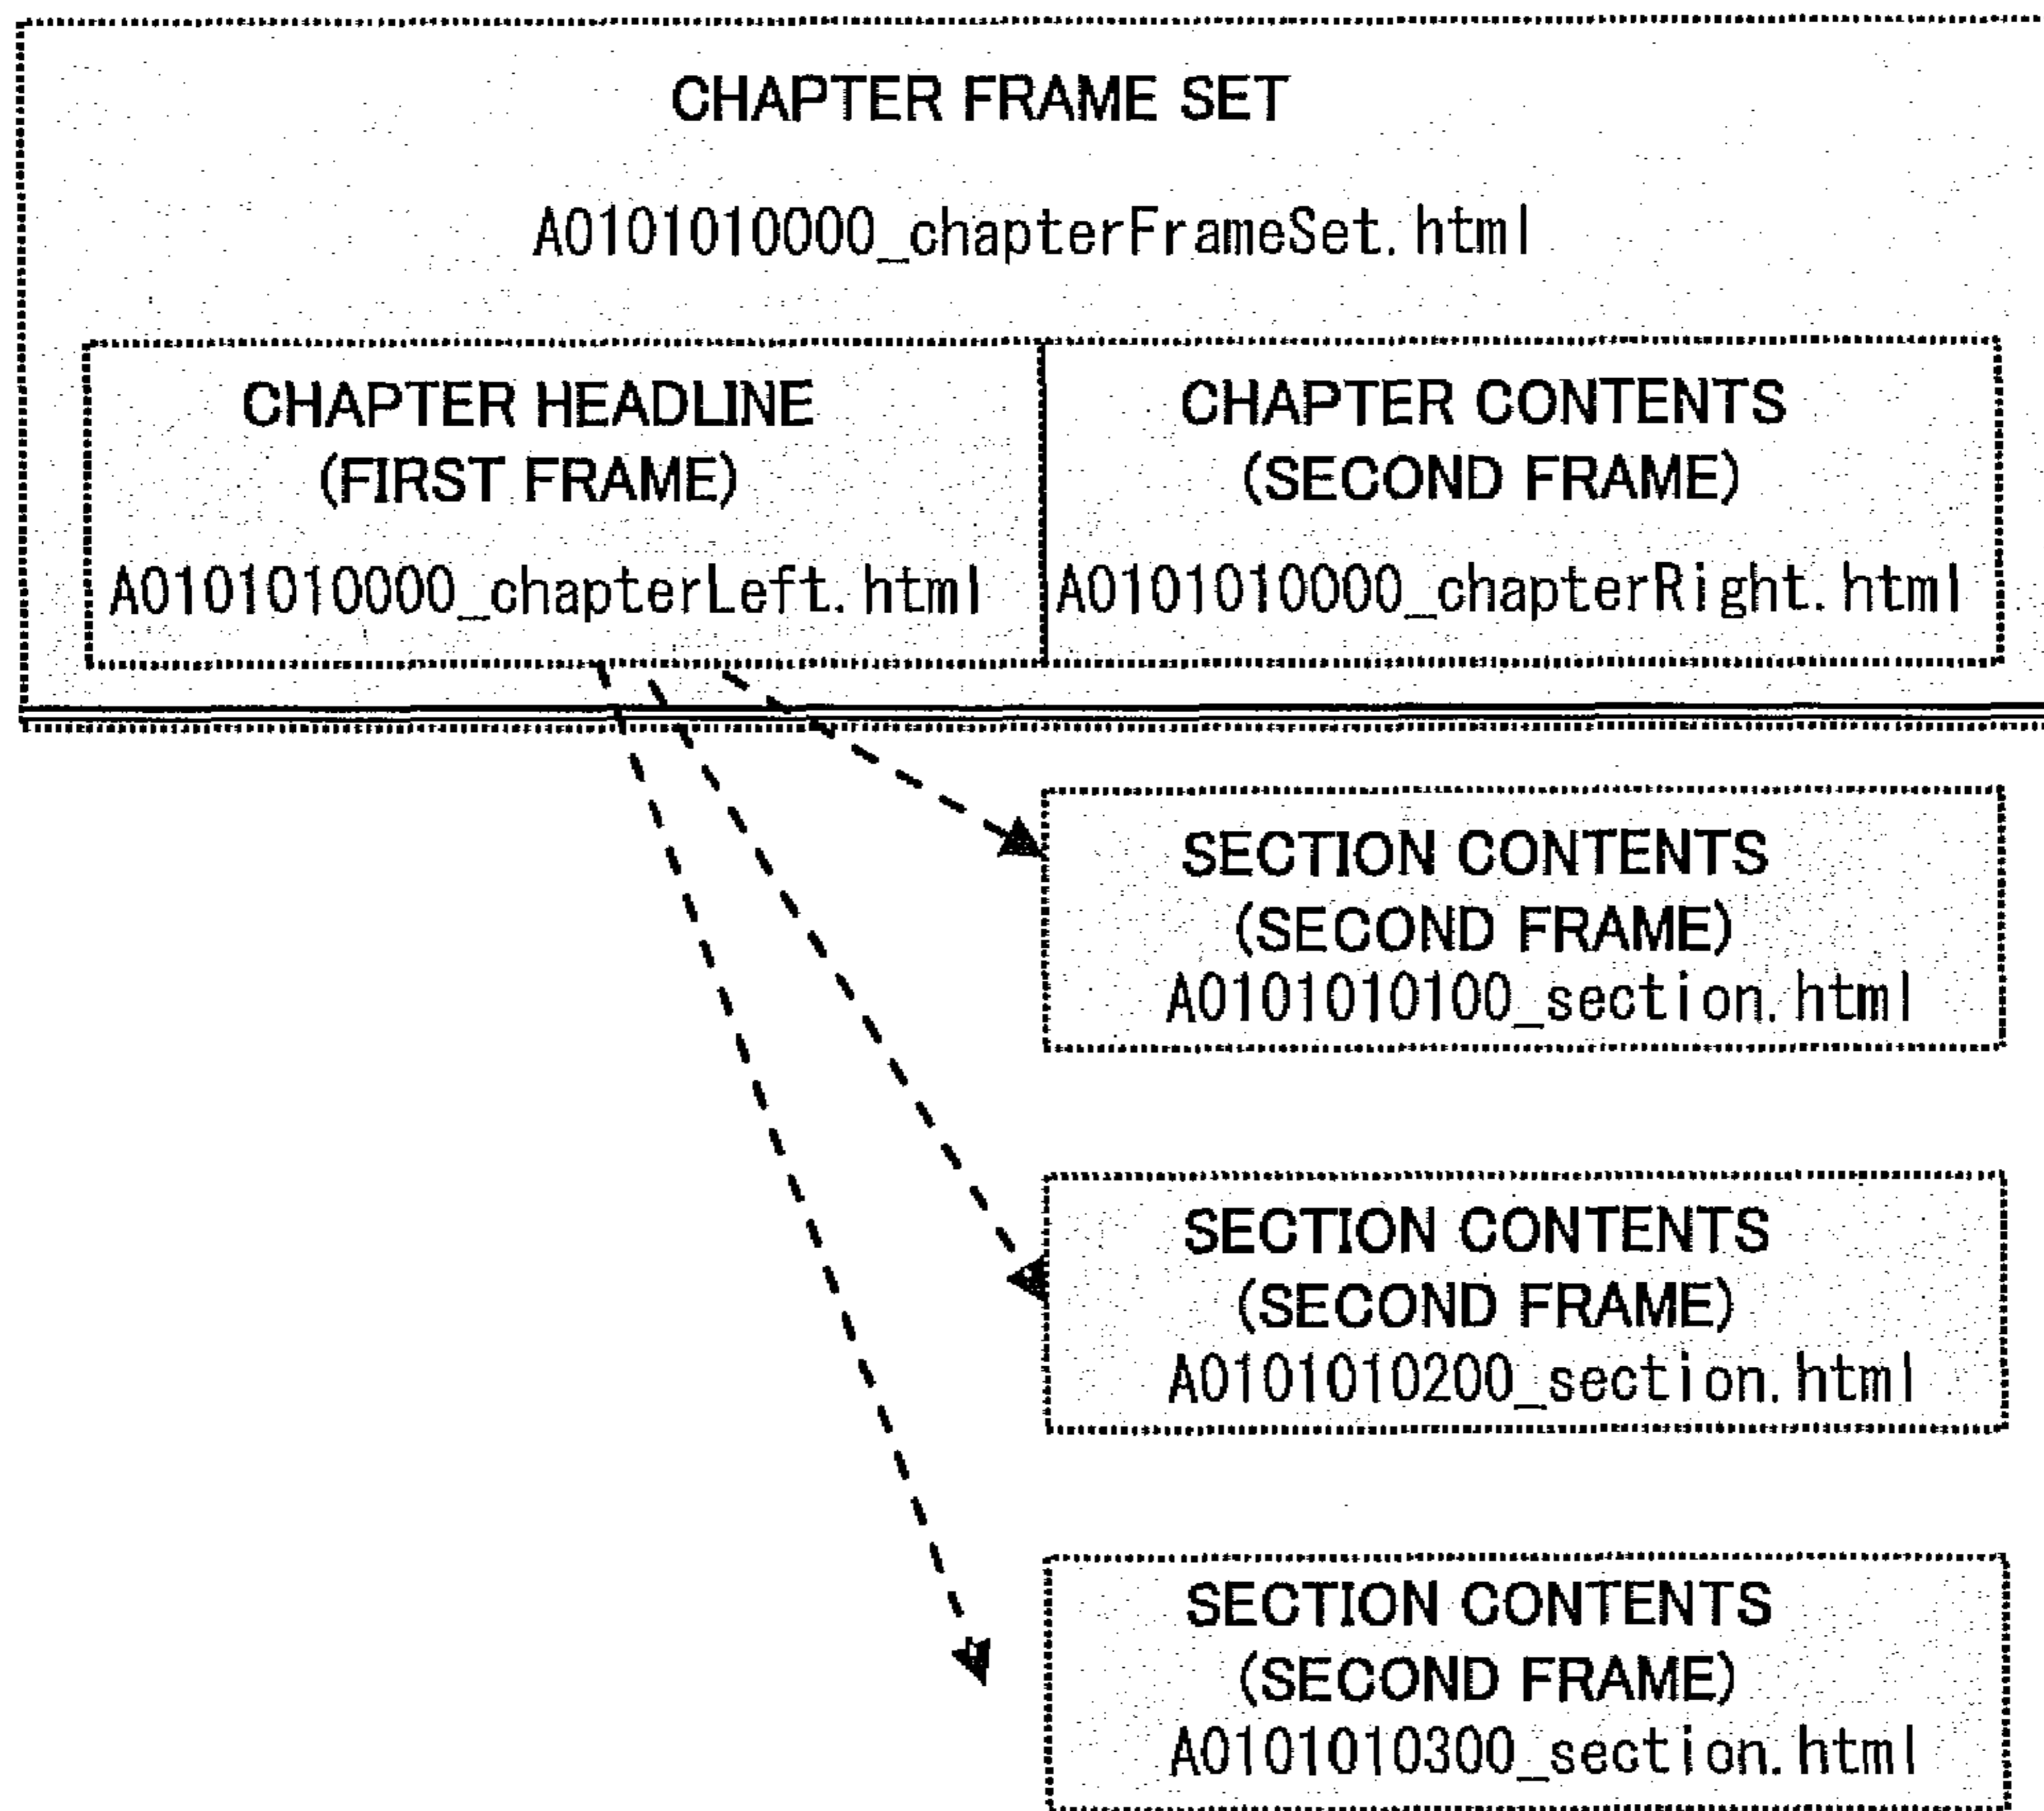 CHAPTER FRAME SET
A0101010000_chapterFrameSet.html
CHAPTER HEADLINE
(FIRST FRAME)
A0101010000_chapterLeft.html
CHAPTER CONTENTS
(SECOND FRAME)
A0101010000_chapterRight.html
SECTION CONTENTS
(SECOND FRAME)
A0101010100_section.html
SECTION CONTENTS
(SECOND FRAME)
A0101010200_section.html
SECTION CONTENTS
(SECOND FRAME)
A0101010300_section.html